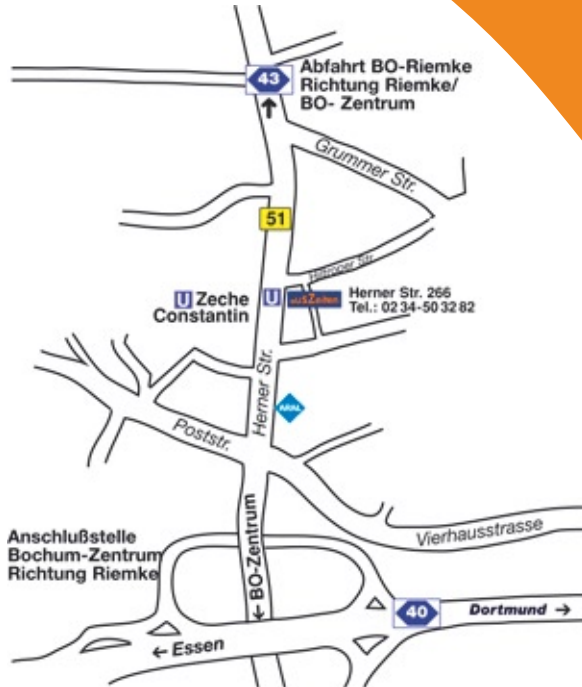 43
Abfahrt BO-Riemke
Richtung Riemke/
BO- Zentrum
Grummer Str.
51
Hiltroper Str.
U Zeche
Constantin
U
ausZeiten
Herner Str. 266
Tel.: 02 34-50 32 82
Herner Str.
ARAL
Poststr.
Vierhausstrasse
Anschlußstelle
Bochum-Zentrum
Richtung Riemke
← BO-Zentrum
40
Dortmund →
← Essen